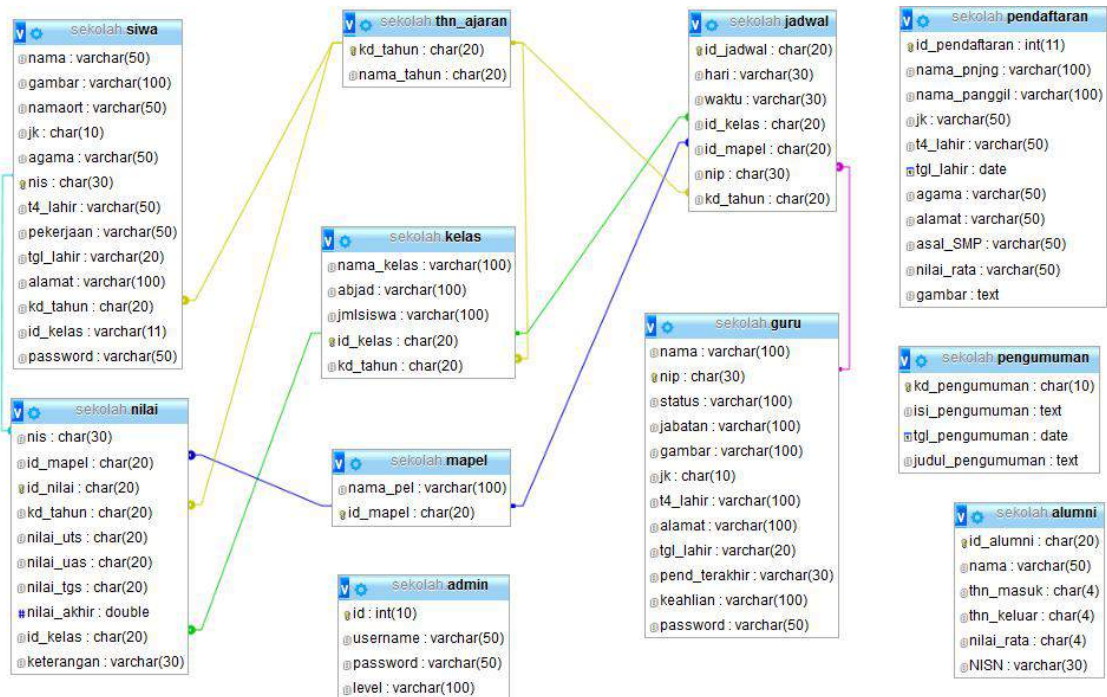 sekolah.siwa
nama : varchar(50)
gambar : varchar(100)
namaort : varchar(50)
jk : char(10)
agama : varchar(50)
nis : char(30)
t4_lahir : varchar(50)
pekerjaan : varchar(50)
tgl_lahir : varchar(20)
alamat : varchar(100)
kd_tahun : char(20)
id_kelas : varchar(11)
password : varchar(50)
sekolah.nilai
nis : char(30)
id_mapel : char(20)
id_nilai : char(20)
kd_tahun : char(20)
nilai_uts : char(20)
nilai_uas : char(20)
nilai_tgs : char(20)
# nilai_akhir : double
id_kelas : char(20)
keterangan : varchar(30)
sekolah.thn_ajaran
kd_tahun : char(20)
nama_tahun : char(20)
sekolah.kelas
nama_kelas : varchar(100)
abjad : varchar(100)
jmlsiswa : varchar(100)
id_kelas : char(20)
kd_tahun : char(20)
sekolah.mapel
nama_pel : varchar(100)
id_mapel : char(20)
sekolah.admin
id : int(10)
username : varchar(50)
password : varchar(50)
level : varchar(100)
sekolah.jadwal
id_jadwal : char(20)
hari : varchar(30)
waktu : varchar(30)
id_kelas : char(20)
id_mapel : char(20)
nip : char(30)
kd_tahun : char(20)
sekolah.guru
nama : varchar(100)
nip : char(30)
status : varchar(100)
jabatan : varchar(100)
gambar : varchar(100)
jk : char(10)
t4_lahir : varchar(100)
alamat : varchar(100)
tgl_lahir : varchar(20)
pend_terakhir : varchar(30)
keahlian : varchar(100)
password : varchar(50)
sekolah.pendaftaran
id_pendaftaran : int(11)
nama_pnjng : varchar(100)
nama_panggil : varchar(100)
jk : varchar(50)
t4_lahir : varchar(50)
tgl_lahir : date
agama : varchar(50)
alamat : varchar(50)
asal_SMP : varchar(50)
nilai_rata : varchar(50)
gambar : text
sekolah.pengumuman
kd_pengumuman : char(10)
isi_pengumuman : text
tgl_pengumuman : date
judul_pengumuman : text
sekolah.alumni
id_alumni : char(20)
nama : varchar(50)
thn_masuk : char(4)
thn_keluar : char(4)
nilai_rata : char(4)
NISN : varchar(30)